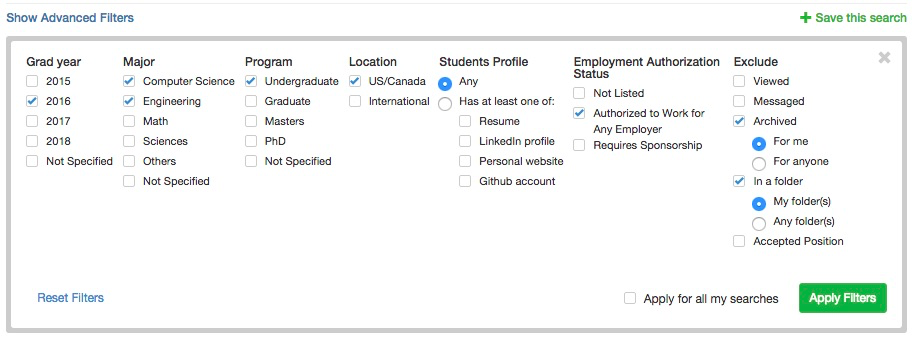 Show Advanced Filters
+ Save this search
Grad year
2015
2016
2017
2018
Not Specified
Major
Computer Science
Engineering
Math
Sciences
Others
Not Specified
Program
Undergraduate
Graduate
Masters
PhD
Not Specified
Location
US/Canada
International
Students Profile
Any
Has at least one of:
Resume
LinkedIn profile
Personal website
Github account
Employment Authorization
Status
Not Listed
Authorized to Work for
Any Employer
Requires Sponsorship
Exclude
Viewed
Messaged
Archived
For me
For anyone
In a folder
My folder(s)
Any folder(s)
Accepted Position
Reset Filters
Apply for all my searches
Apply Filters